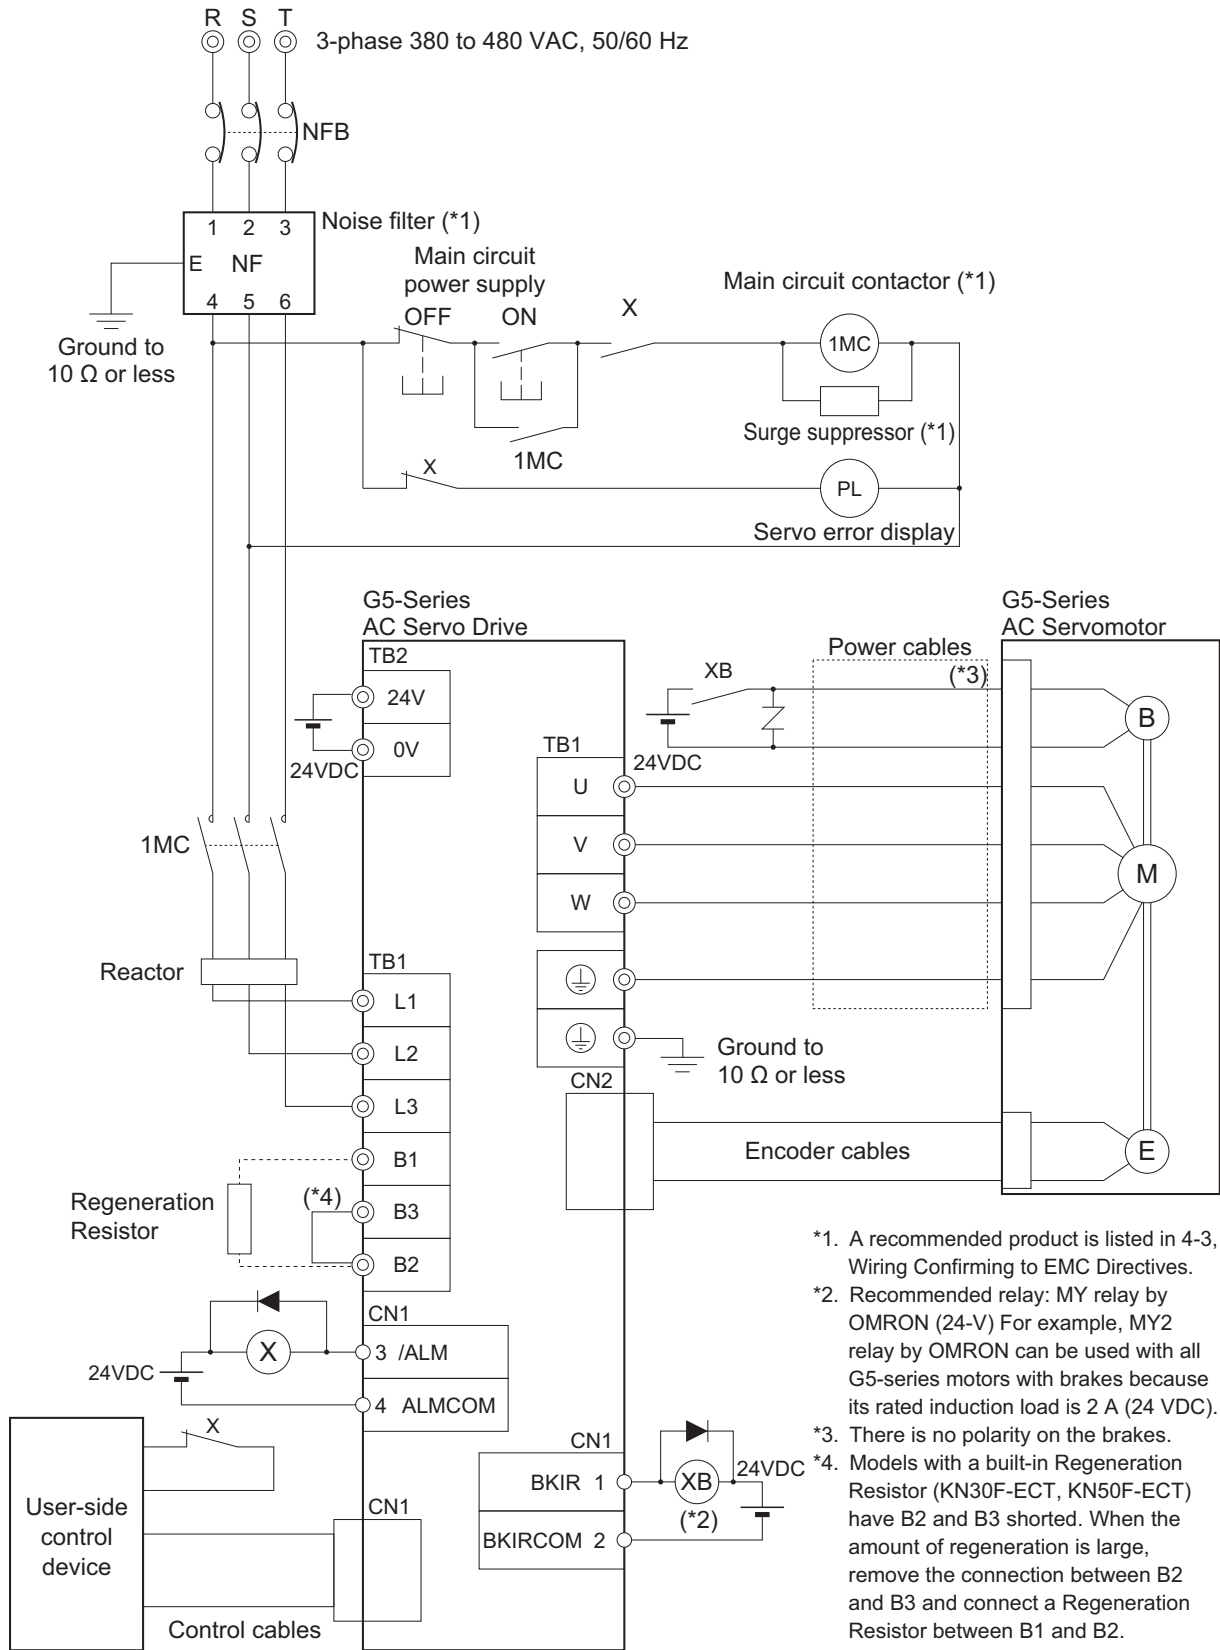 R S T
3-phase 380 to 480 VAC, 50/60 Hz
NFB
1 2 3
Noise filter (*1)
E NF
4 5 6
Ground to
10 Ω or less
Main circuit
power supply
OFF ON X
Main circuit contactor (*1)
1MC
Surge suppressor (*1)
1MC
X
PL
Servo error display
G5-Series
AC Servo Drive
TB2
24V
0V
24VDC
1MC
Reactor
TB1
L1
L2
L3
B1
B3
B2
Regeneration
Resistor
(*4)
CN1
X
3 /ALM
24VDC
4 ALMCOM
X
User-side
control
device
CN1
Control cables
XB
24VDC
TB1
U
V
W
Ground to
10 Ω or less
CN2
Encoder cables
Power cables
(*3)
G5-Series
AC Servomotor
B
M
E
CN1
BKIR 1
XB
24VDC
(*2)
BKIRCOM 2
*1. A recommended product is listed in 4-3,
Wiring Confirming to EMC Directives.
*2. Recommended relay: MY relay by
OMRON (24-V) For example, MY2
relay by OMRON can be used with all
G5-series motors with brakes because
its rated induction load is 2 A (24 VDC).
*3. There is no polarity on the brakes.
*4. Models with a built-in Regeneration
Resistor (KN30F-ECT, KN50F-ECT)
have B2 and B3 shorted. When the
amount of regeneration is large,
remove the connection between B2
and B3 and connect a Regeneration
Resistor between B1 and B2.